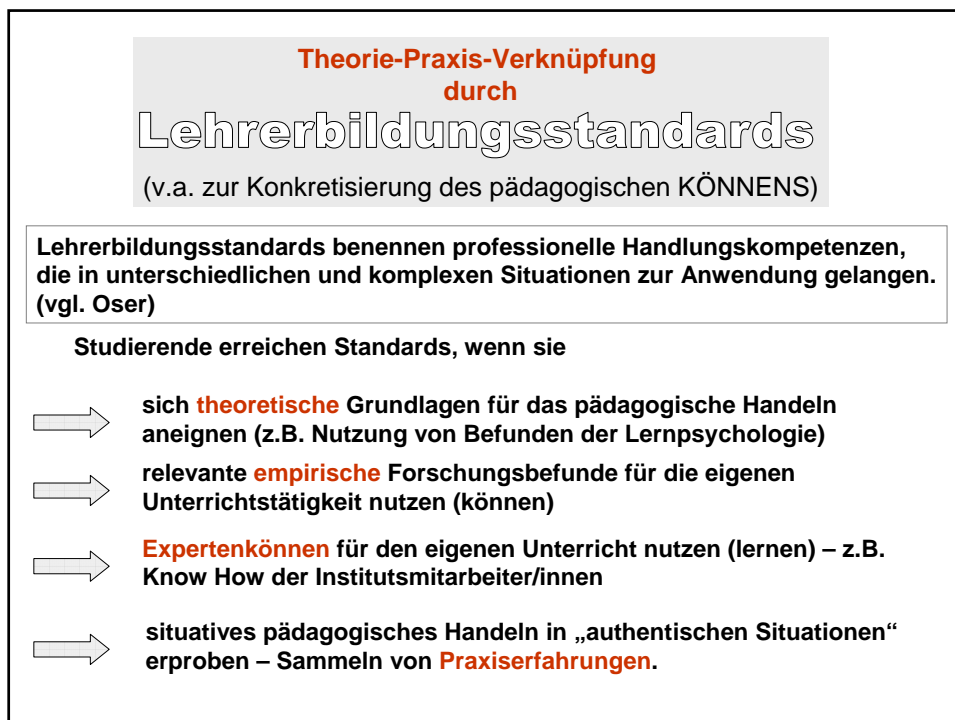 Theorie-Praxis-Verknüpfung
durch
Lehrerbildungsstandards
(v.a. zur Konkretisierung des pädagogischen KÖNNENS)
Lehrerbildungsstandards benennen professionelle Handlungskompetenzen,
die in unterschiedlichen und komplexen Situationen zur Anwendung gelangen.
(vgl. Oser)
Studierende erreichen Standards, wenn sie
sich theoretische Grundlagen für das pädagogische Handeln
aneignen (z.B. Nutzung von Befunden der Lernpsychologie)
relevante empirische Forschungsbefunde für die eigenen
Unterrichtstätigkeit nutzen (können)
Expertenkönnen für den eigenen Unterricht nutzen (lernen) – z.B.
Know How der Institutsmitarbeiter/innen
situatives pädagogisches Handeln in „authentischen Situationen“
erproben – Sammeln von Praxiserfahrungen.